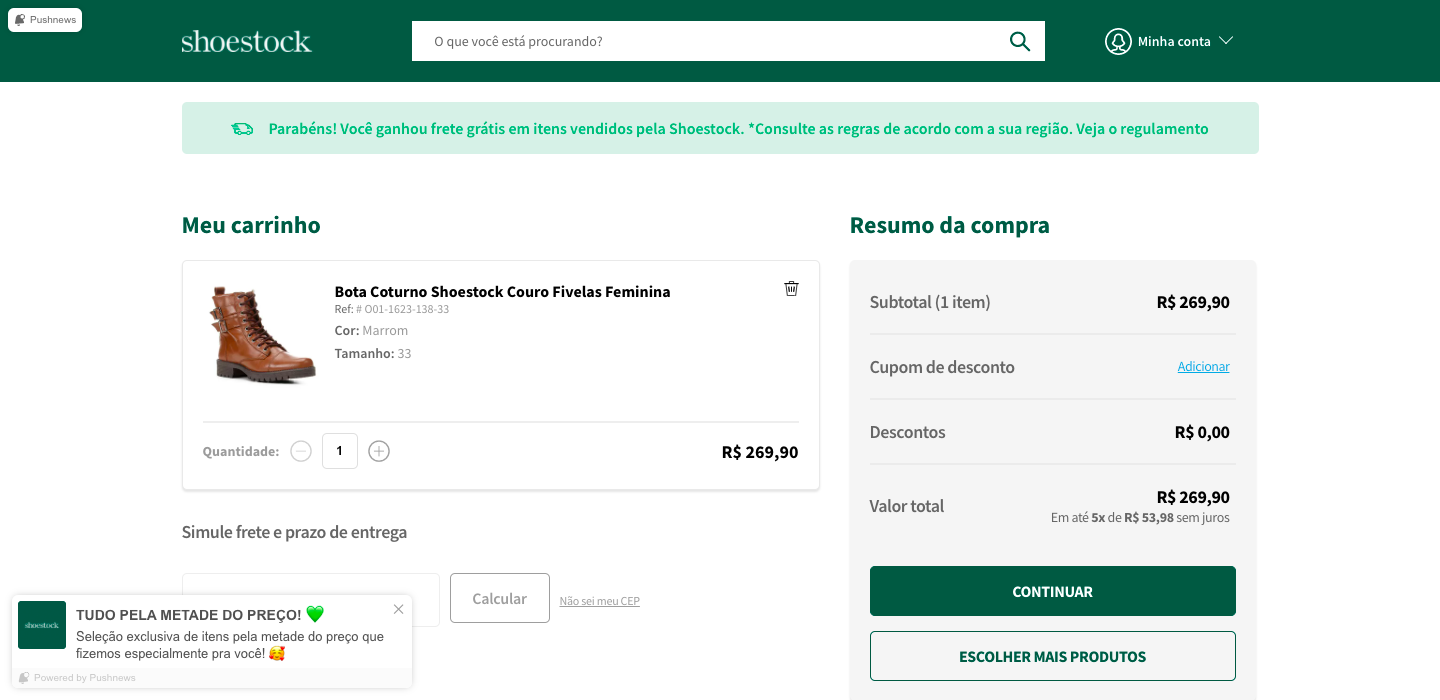 Pushnews
shoestock
O que você está procurando?
Minha conta
Parabéns! Você ganhou frete grátis em itens vendidos pela Shoestock. *Consulte as regras de acordo com a sua região. Veja o regulamento
Meu carrinho
Bota Coturno Shoestock Couro Fivelas Feminina
Ref: # O01-1623-138-33
Cor: Marrom
Tamanho: 33
Quantidade: 1
R$ 269,90
Simule frete e prazo de entrega
Calcular
Não sei meu CEP
Resumo da compra
Subtotal (1 item) R$ 269,90
Cupom de desconto Adicionar
Descontos R$ 0,00
Valor total R$ 269,90
Em até 5x de R$ 53,98 sem juros
CONTINUAR
ESCOLHER MAIS PRODUTOS
shoestock
TUDO PELA METADE DO PREÇO! 💚
Seleção exclusiva de itens pela metade do preço que
fizemos especialmente pra você! 🥰
Powered by Pushnews